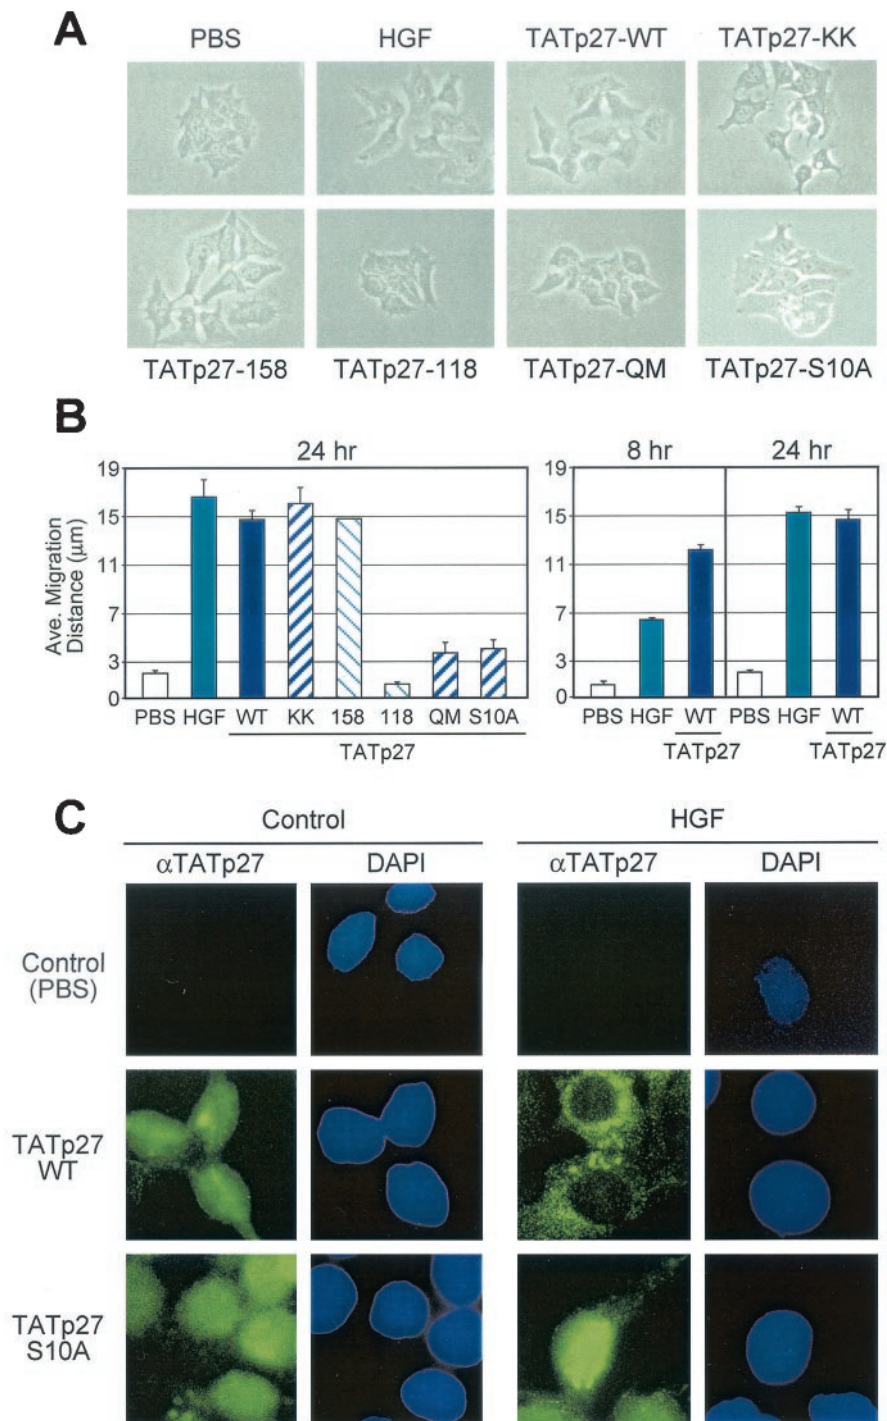 A
PBS HGF TATp27-WT TATp27-KK
TATp27-158 TATp27-118 TATp27-QM TATp27-S10A
B
24 hr
8 hr 24 hr
Ave. Migration
Distance (μm)
19
15
11
7
3
0
PBS HGF WT KK 158 118 QM S10A
TATp27
19
15
11
7
3
0
PBS HGF WT PBS HGF WT
TATp27 TATp27
C
Control HGF
αTATp27 DAPI αTATp27 DAPI
Control
(PBS)
TATp27
WT
TATp27
S10A